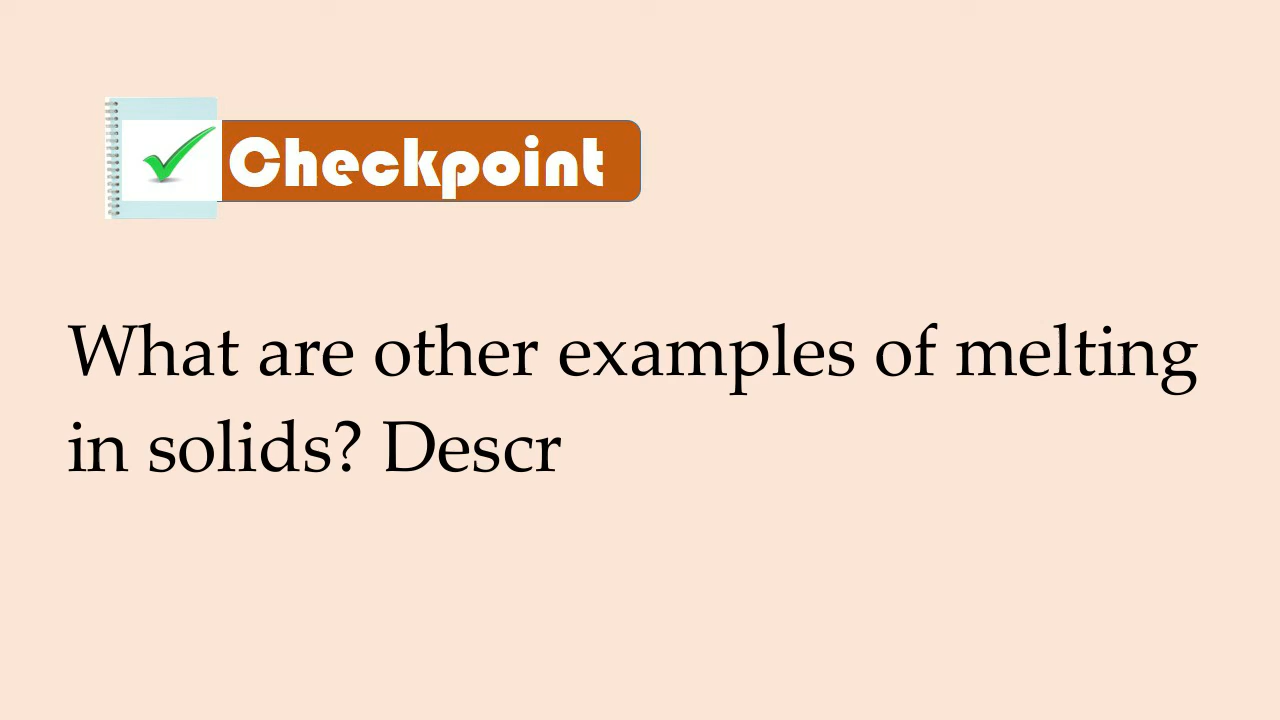 Checkpoint
What are other examples of melting
in solids? Descr